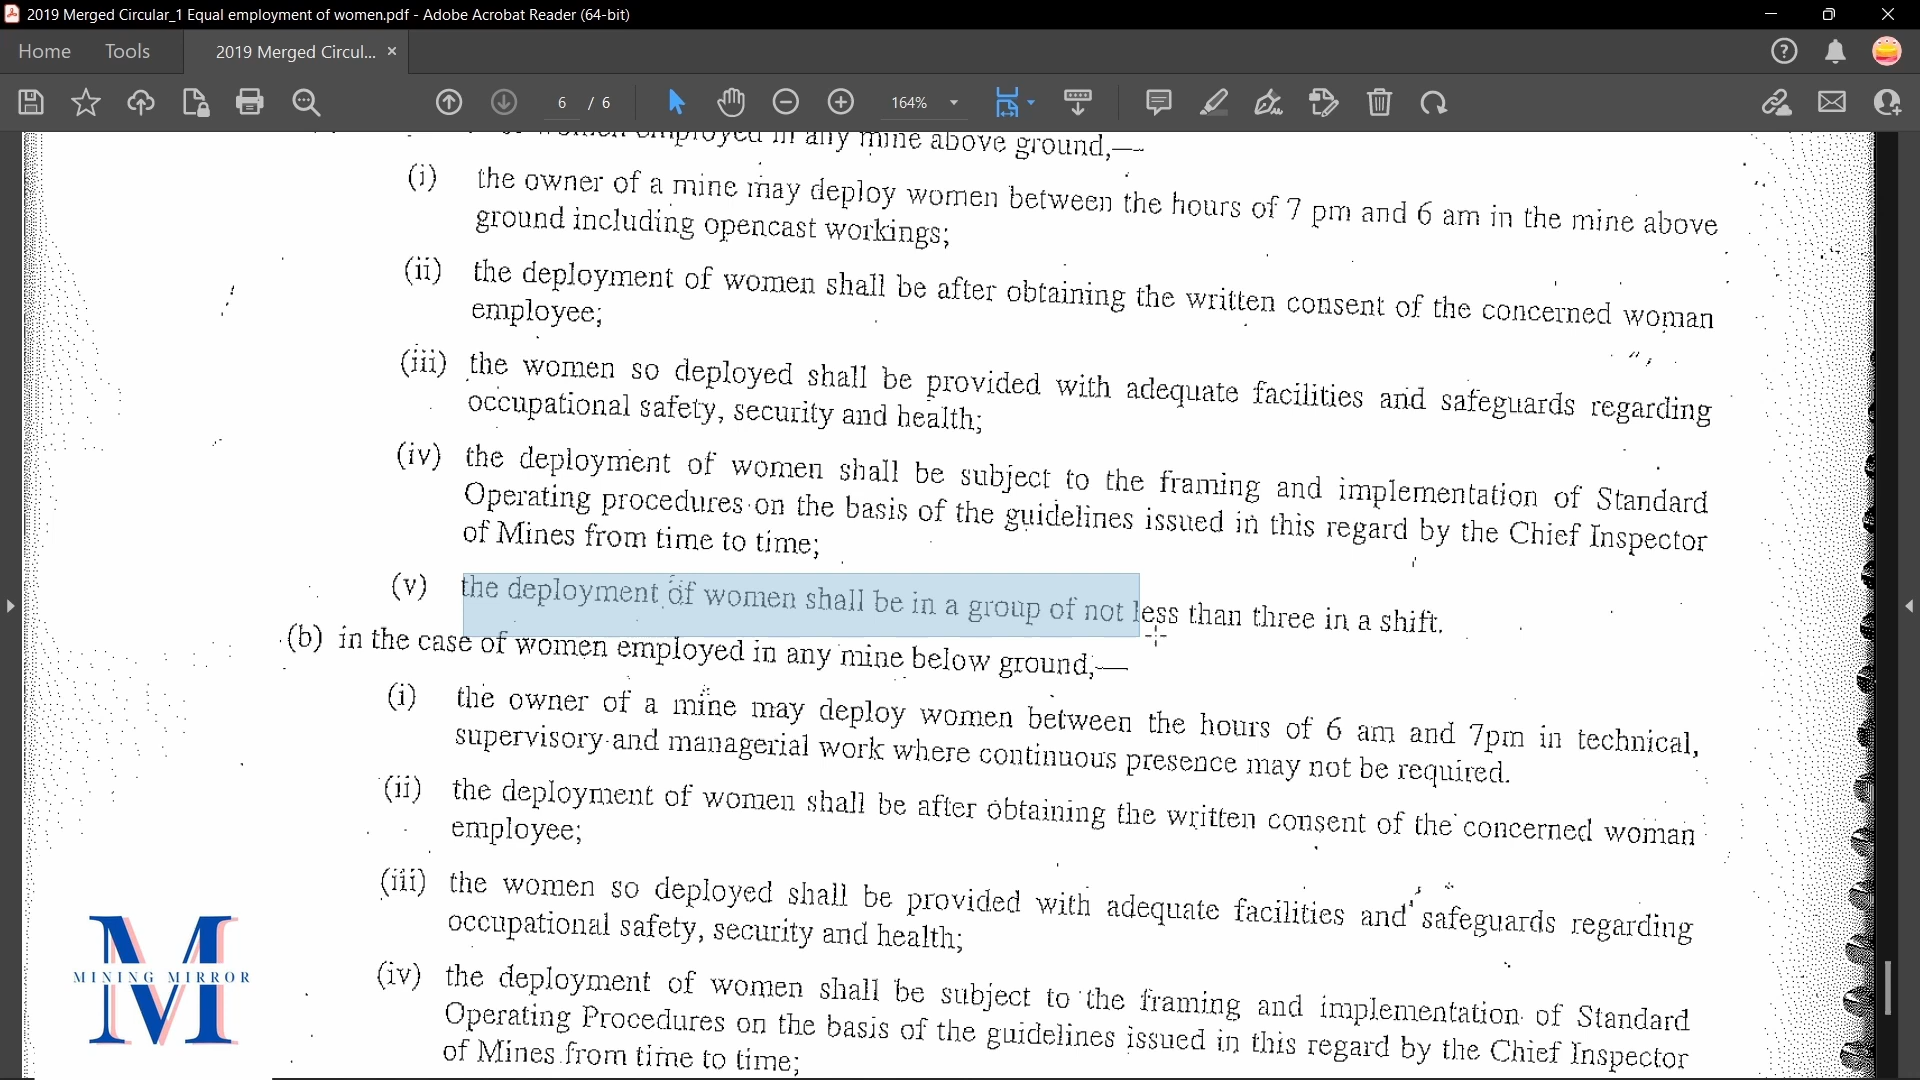 2019 Merged Circular_1 Equal employment of women.pdf - Adobe Acrobat Reader (64-bit)
Home Tools 2019 Merged Circul... ×
6 / 6 164%
women employed in any mine above ground,—
(i) the owner of a mine may deploy women between the hours of 7 pm and 6 am in the mine above
ground including opencast workings;
(ii) the deployment of women shall be after obtaining the written consent of the concerned woman
employee;
(iii) the women so deployed shall be provided with adequate facilities and safeguards regarding
occupational safety, security and health;
(iv) the deployment of women shall be subject to the framing and implementation of Standard
Operating procedures on the basis of the guidelines issued in this regard by the Chief Inspector
of Mines from time to time;
(v) the deployment of women shall be in a group of not less than three in a shift.
(b) in the case of women employed in any mine below ground,—
(i) the owner of a mine may deploy women between the hours of 6 am and 7pm in technical,
supervisory and managerial work where continuous presence may not be required.
(ii) the deployment of women shall be after obtaining the written consent of the concerned woman
employee;
(iii) the women so deployed shall be provided with adequate facilities and safeguards regarding
occupational safety, security and health;
(iv) the deployment of women shall be subject to the framing and implementation of Standard
Operating Procedures on the basis of the guidelines issued in this regard by the Chief Inspector
of Mines from time to time;
M
MINING MIRROR